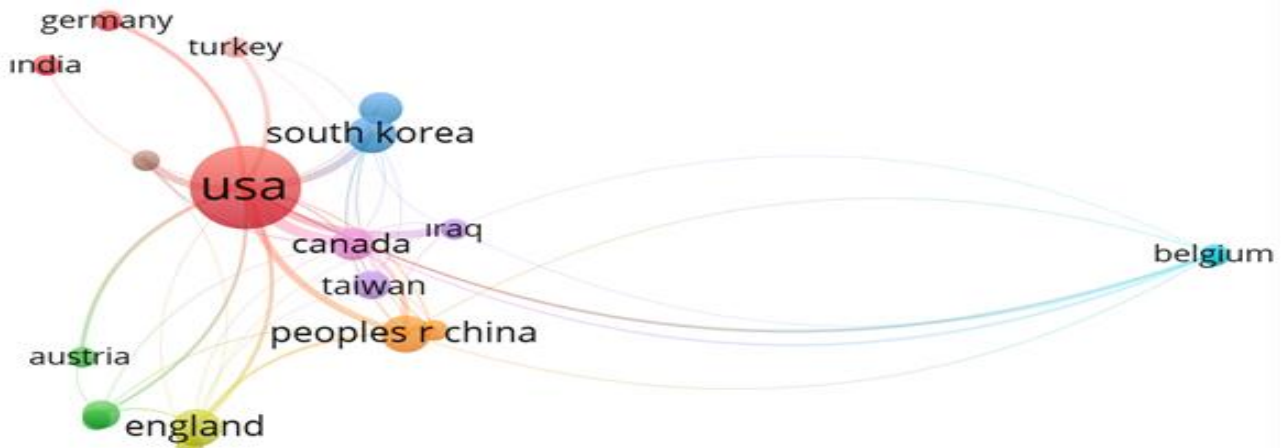 germany
turkey
ındia
south korea
usa
ıraq
canada
belgium
taiwan
peoples r china
austria
england